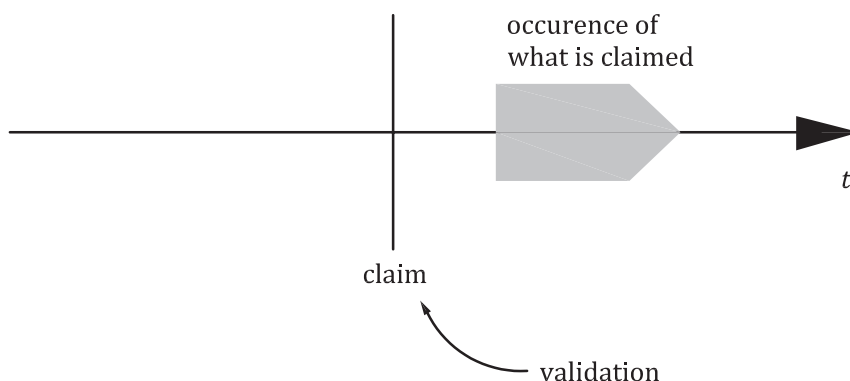 occurence of
what is claimed
t
claim
validation